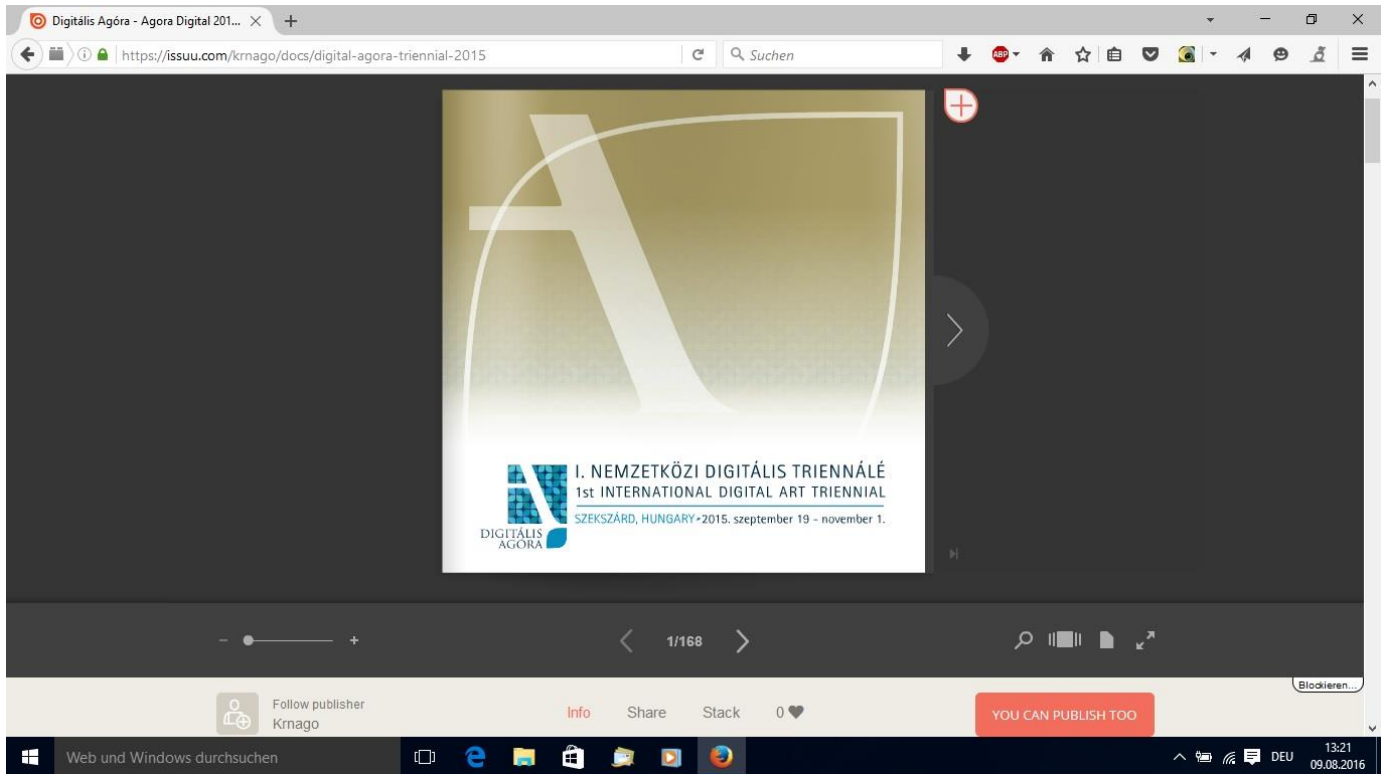 Digitális Agóra - Agora Digital 201...
https://issuu.com/krnago/docs/digital-agora-triennial-2015
Suchen
ABP
I. NEMZETKÖZI DIGITÁLIS TRIENNÁLÉ
1st INTERNATIONAL DIGITAL ART TRIENNIAL
SZEKSZÁRD, HUNGARY•2015. szeptember 19 - november 1.
DIGITÁLIS
AGÓRA
1/168
Blockieren...
Follow publisher
Krnago
Info Share Stack 0
YOU CAN PUBLISH TOO
Web und Windows durchsuchen
DEU
13:21
09.08.2016